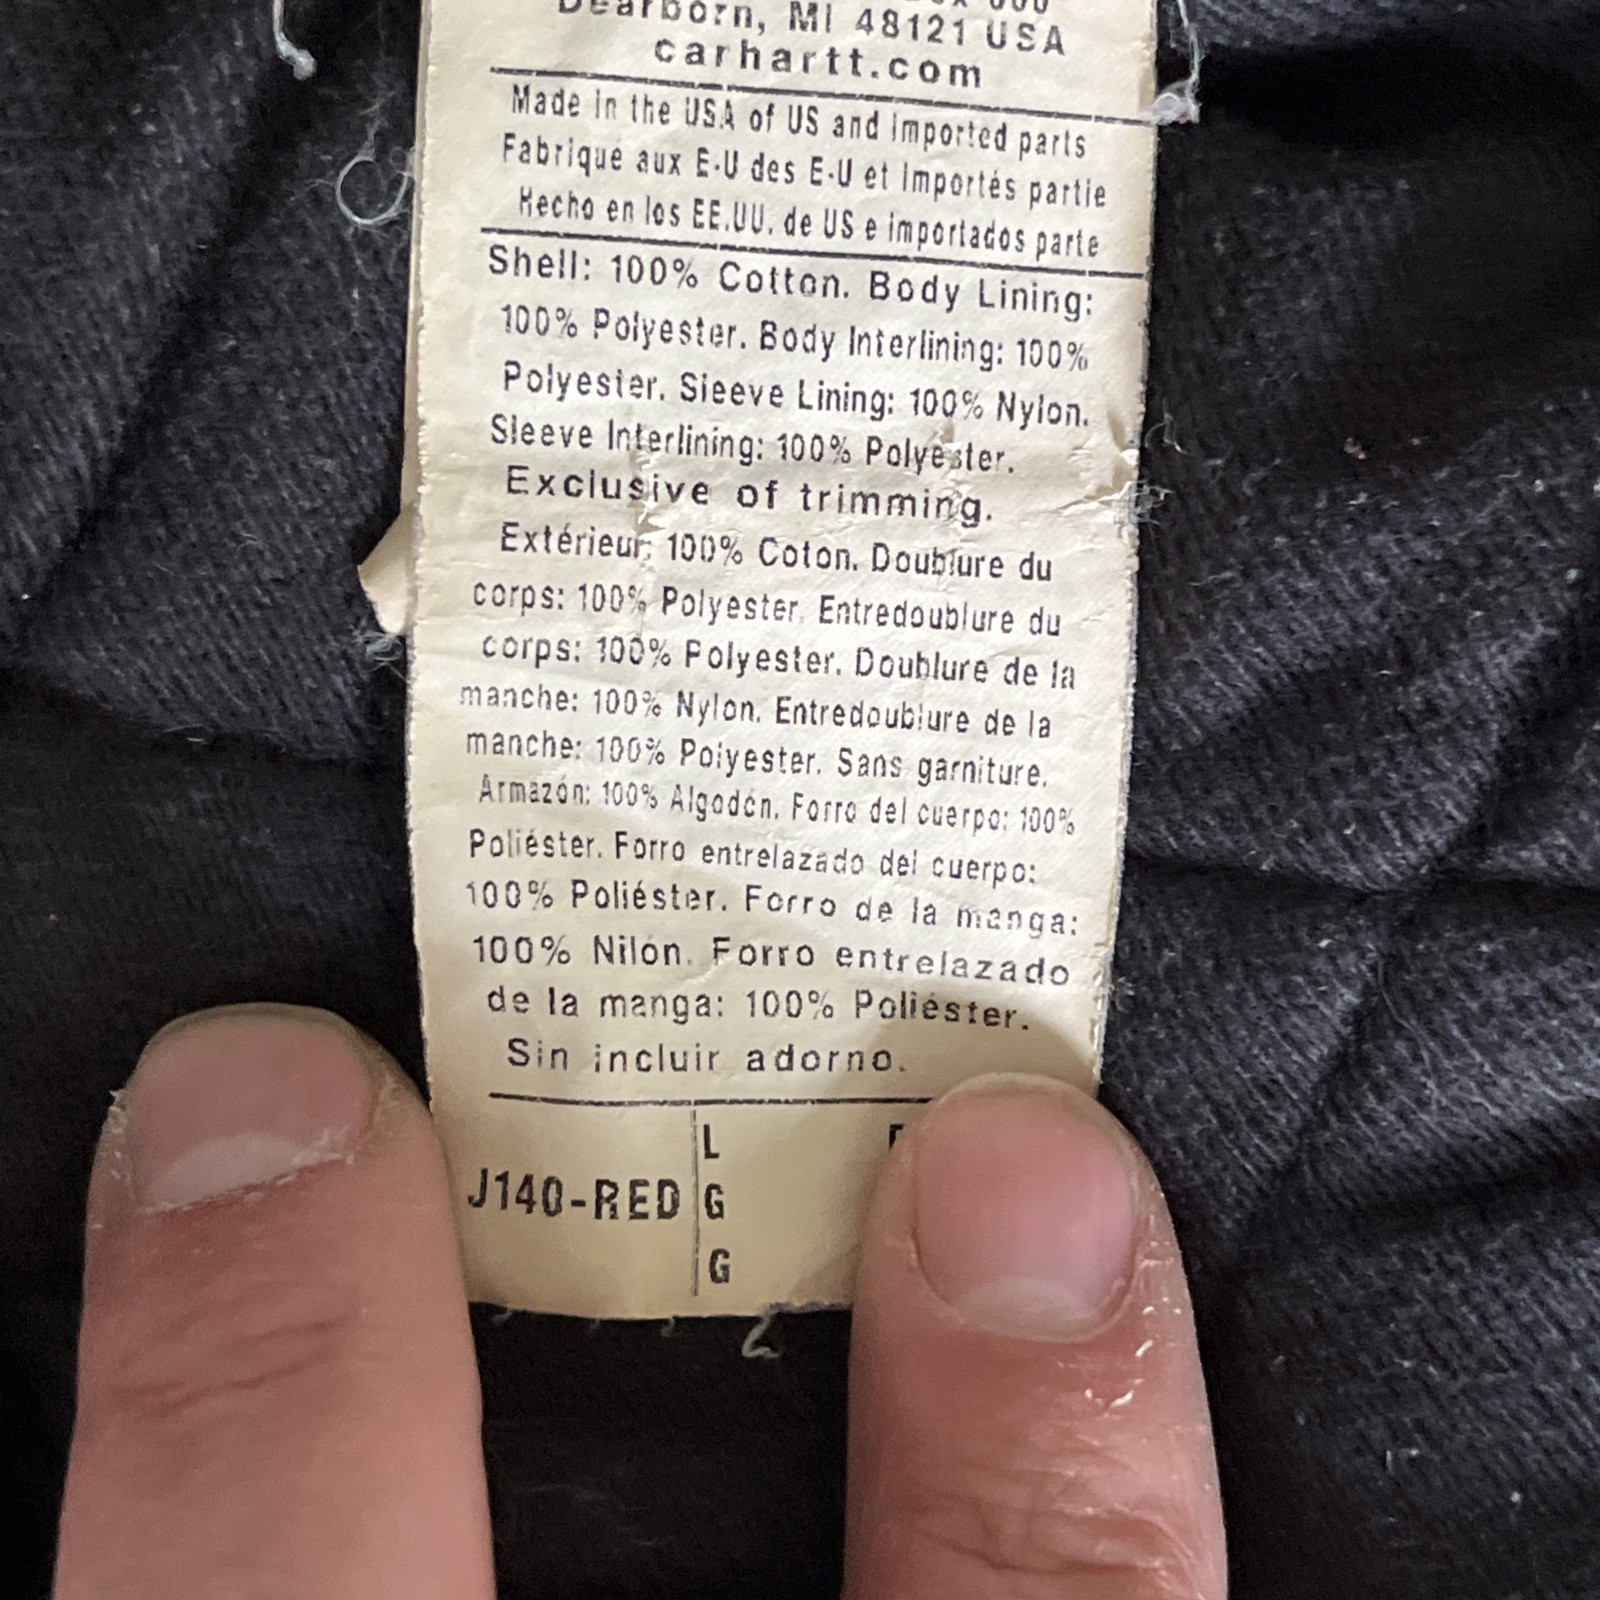 Dearborn, MI 48121 USA
carhartt.com
Made in the USA of US and imported parts
Fabriqué aux E-U des E-U et importés partie
Hecho en los EE.UU. de US e importados parte
Shell: 100% Cotton. Body Lining:
100% Polyester. Body Interlining: 100%
Polyester. Sleeve Lining: 100% Nylon.
Sleeve Interlining: 100% Polyester.
Exclusive of trimming.
Extérieur: 100% Coton. Doublure du
corps: 100% Polyester. Entredoublure du
corps: 100% Polyester. Doublure de la
manche: 100% Nylon. Entredoublure de la
manche: 100% Polyester. Sans garniture.
Armazón: 100% Algodón. Forro del cuerpo: 100%
Poliéster. Forro entrelazado del cuerpo:
100% Poliéster. Forro de la manga:
100% Nilón. Forro entrelazado
de la manga: 100% Poliéster.
Sin incluir adorno.
L
J140-RED G
G